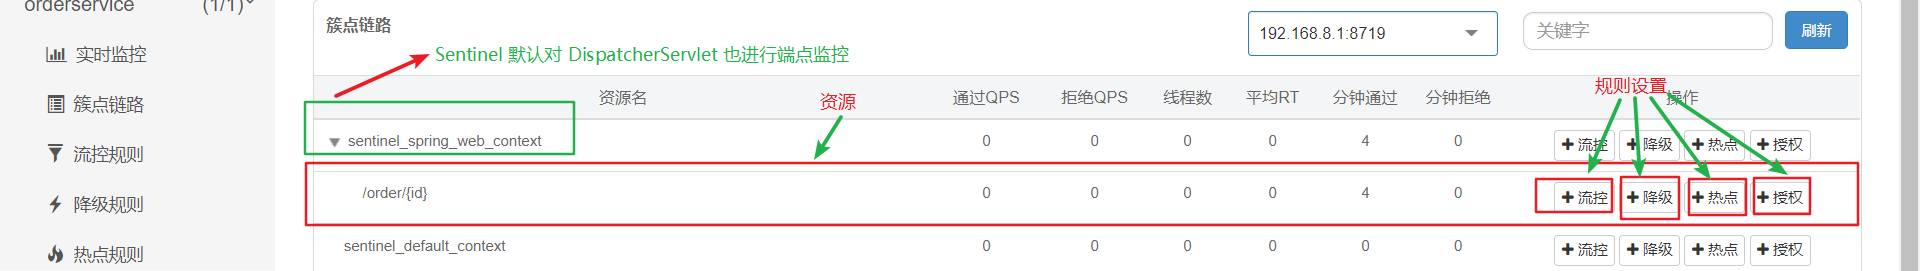 orderservice (1/1)
实时监控
簇点链路
流控规则
降级规则
热点规则
簇点链路
Sentinel 默认对 DispatcherServlet 也进行端点监控
192.168.8.1:8719
关键字
刷新
资源
规则设置
资源名 通过QPS 拒绝QPS 线程数 平均RT 分钟通过 分钟拒绝 操作
sentinel_spring_web_context 0 0 0 0 4 0 +流控 +降级 +热点 +授权
/order/{id} 0 0 0 0 4 0 +流控 +降级 +热点 +授权
sentinel_default_context 0 0 0 0 0 0 +流控 +降级 +热点 +授权